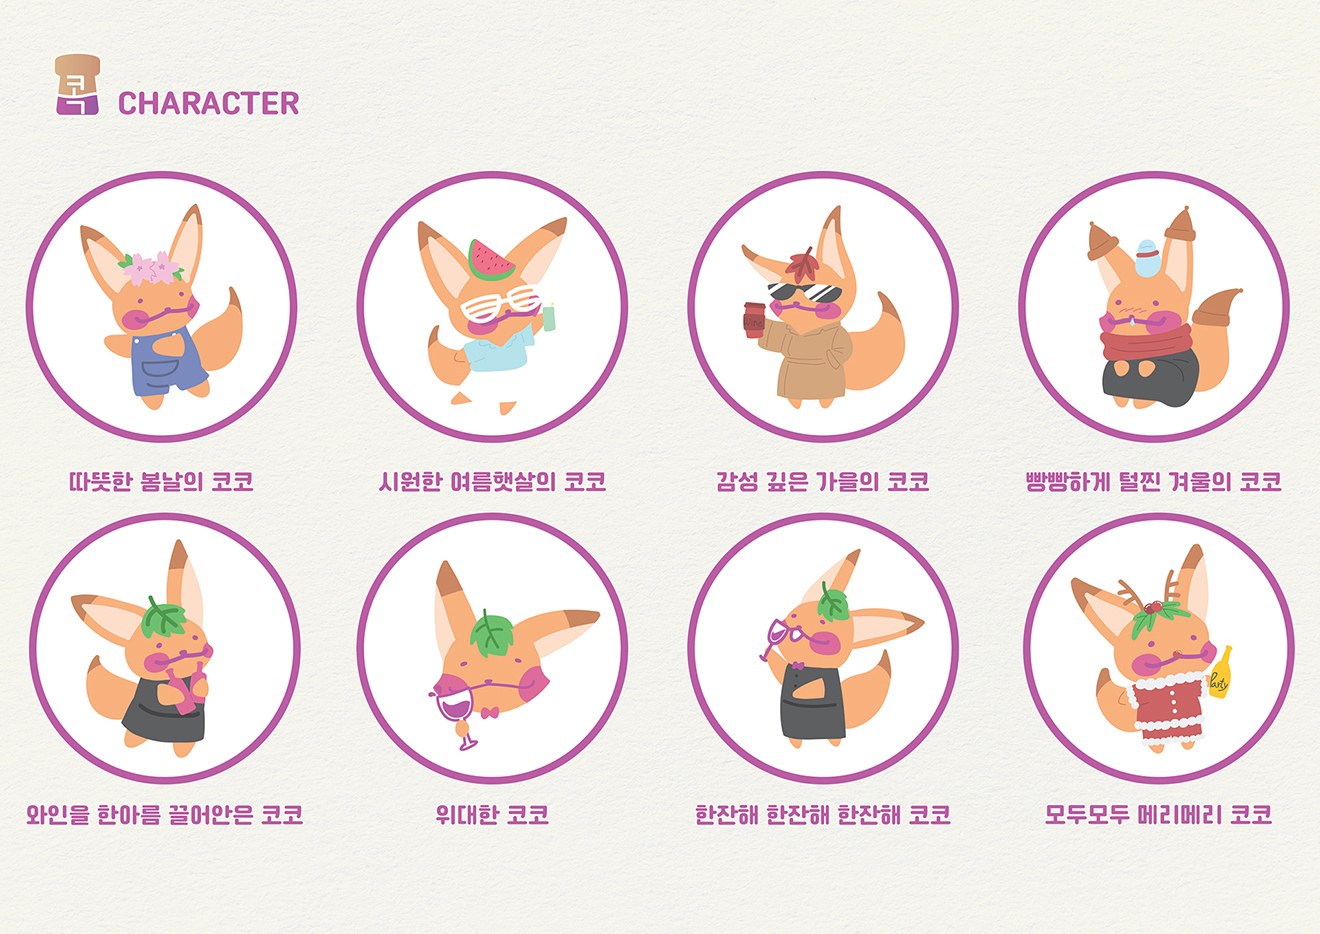 콕
CHARACTER
따뜻한 봄날의 코코
시원한 여름햇살의 코코
감성 깊은 가을의 코코
빵빵하게 털찐 겨울의 코코
와인을 한아름 끌어안은 코코
위대한 코코
한잔해 한잔해 한잔해 코코
party
모두모두 메리메리 코코